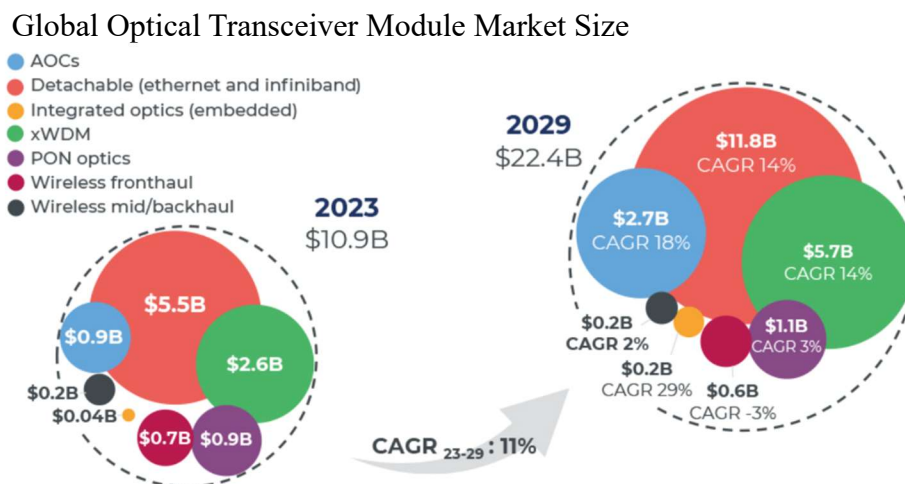 Global Optical Transceiver Module Market Size
AOCs
Detachable (ethernet and infiniband)
Integrated optics (embedded)
xWDM
PON optics
Wireless fronthaul
Wireless mid/backhaul
2023
$10.9B
$5.5B
$0.9B
$2.6B
$0.2B
$0.04B
$0.7B
$0.9B
CAGR 23-29 : 11%
2029
$22.4B
$11.8B
CAGR 14%
$2.7B
CAGR 18%
$5.7B
CAGR 14%
$0.2B
CAGR 2%
$1.1B
CAGR 3%
$0.2B
CAGR 29%
$0.6B
CAGR -3%